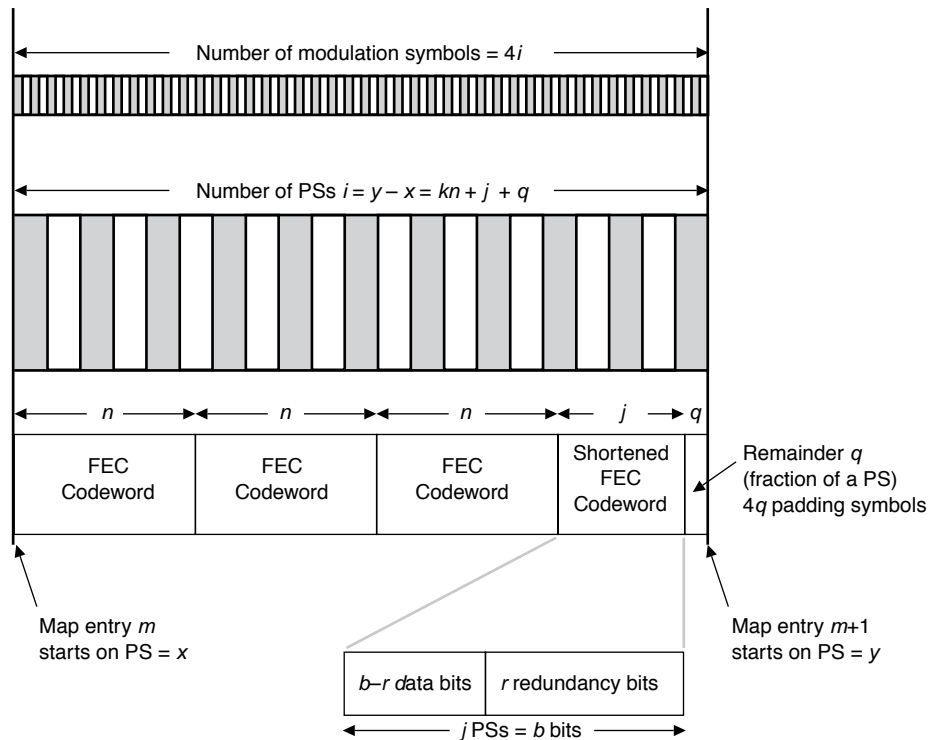 Number of modulation symbols = 4i
Number of PSs i = y – x = kn + j + q
n
n
n
j
q
FEC
Codeword
FEC
Codeword
FEC
Codeword
Shortened
FEC
Codeword
Remainder q
(fraction of a PS)
4q padding symbols
Map entry m
starts on PS = x
Map entry m+1
starts on PS = y
b–r data bits
r redundancy bits
j PSs = b bits